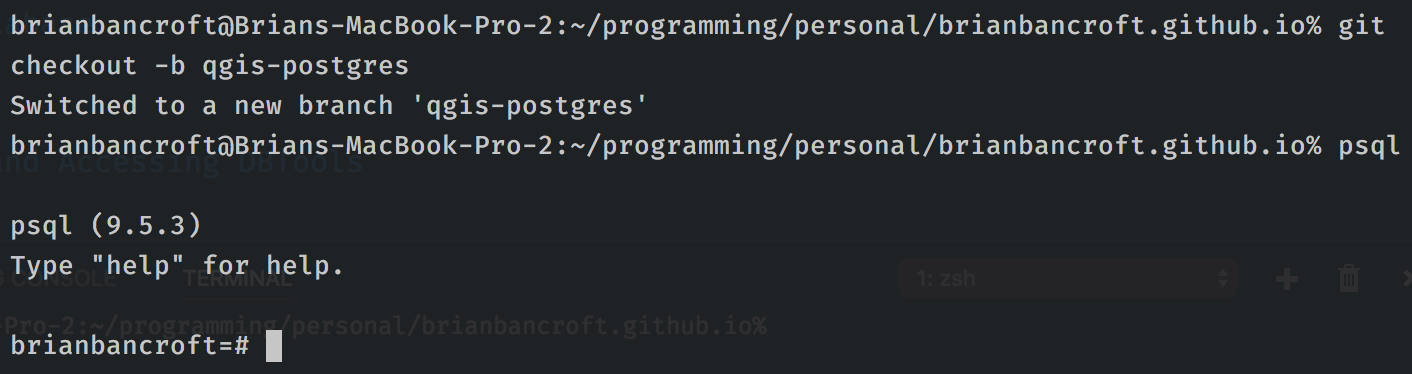 brianbancroft@Brians-MacBook-Pro-2:~/programming/personal/brianbancroft.github.io% git
checkout -b qgis-postgres
Switched to a new branch 'qgis-postgres'
brianbancroft@Brians-MacBook-Pro-2:~/programming/personal/brianbancroft.github.io% psql
and Accessing DBTools
psql (9.5.3)
Type "help" for help.
CONSOLE TERMINAL 1: zsh
-Pro-2:~/programming/personal/brianbancroft.github.io%
brianbancroft=#